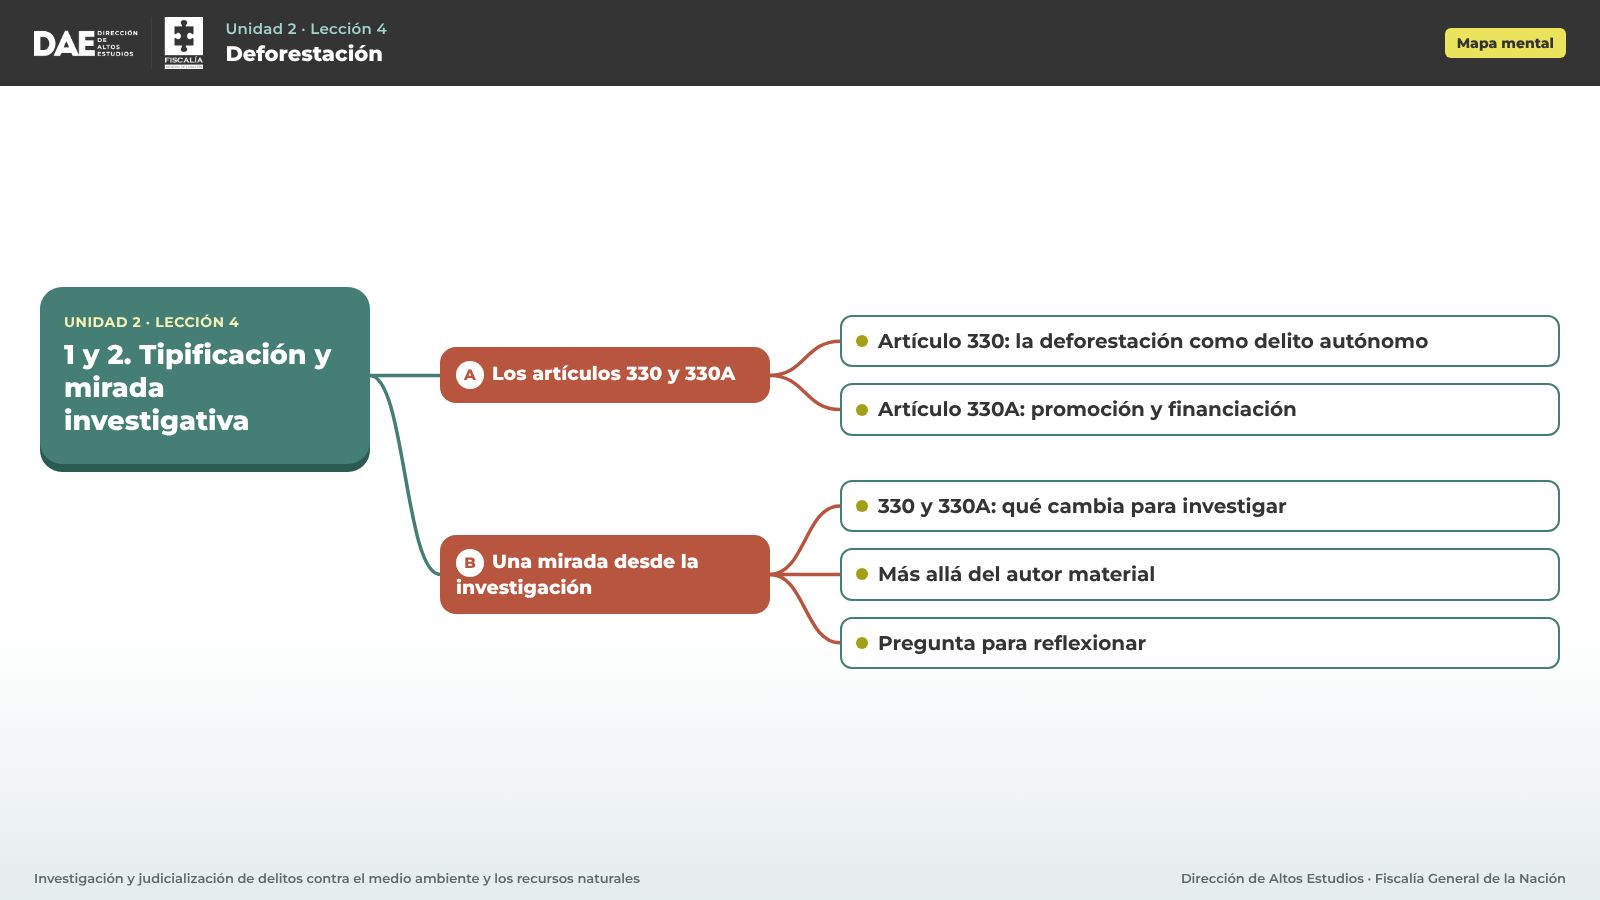 DAE
DIRECCIÓN
DE
ALTOS
ESTUDIOS
FISCALÍA
Unidad 2 · Lección 4
Deforestación
Mapa mental
UNIDAD 2 · LECCIÓN 4
1 y 2. Tipificación y
mirada
investigativa
A Los artículos 330 y 330A
Artículo 330: la deforestación como delito autónomo
Artículo 330A: promoción y financiación
B Una mirada desde la
investigación
330 y 330A: qué cambia para investigar
Más allá del autor material
Pregunta para reflexionar
Investigación y judicialización de delitos contra el medio ambiente y los recursos naturales
Dirección de Altos Estudios · Fiscalía General de la Nación